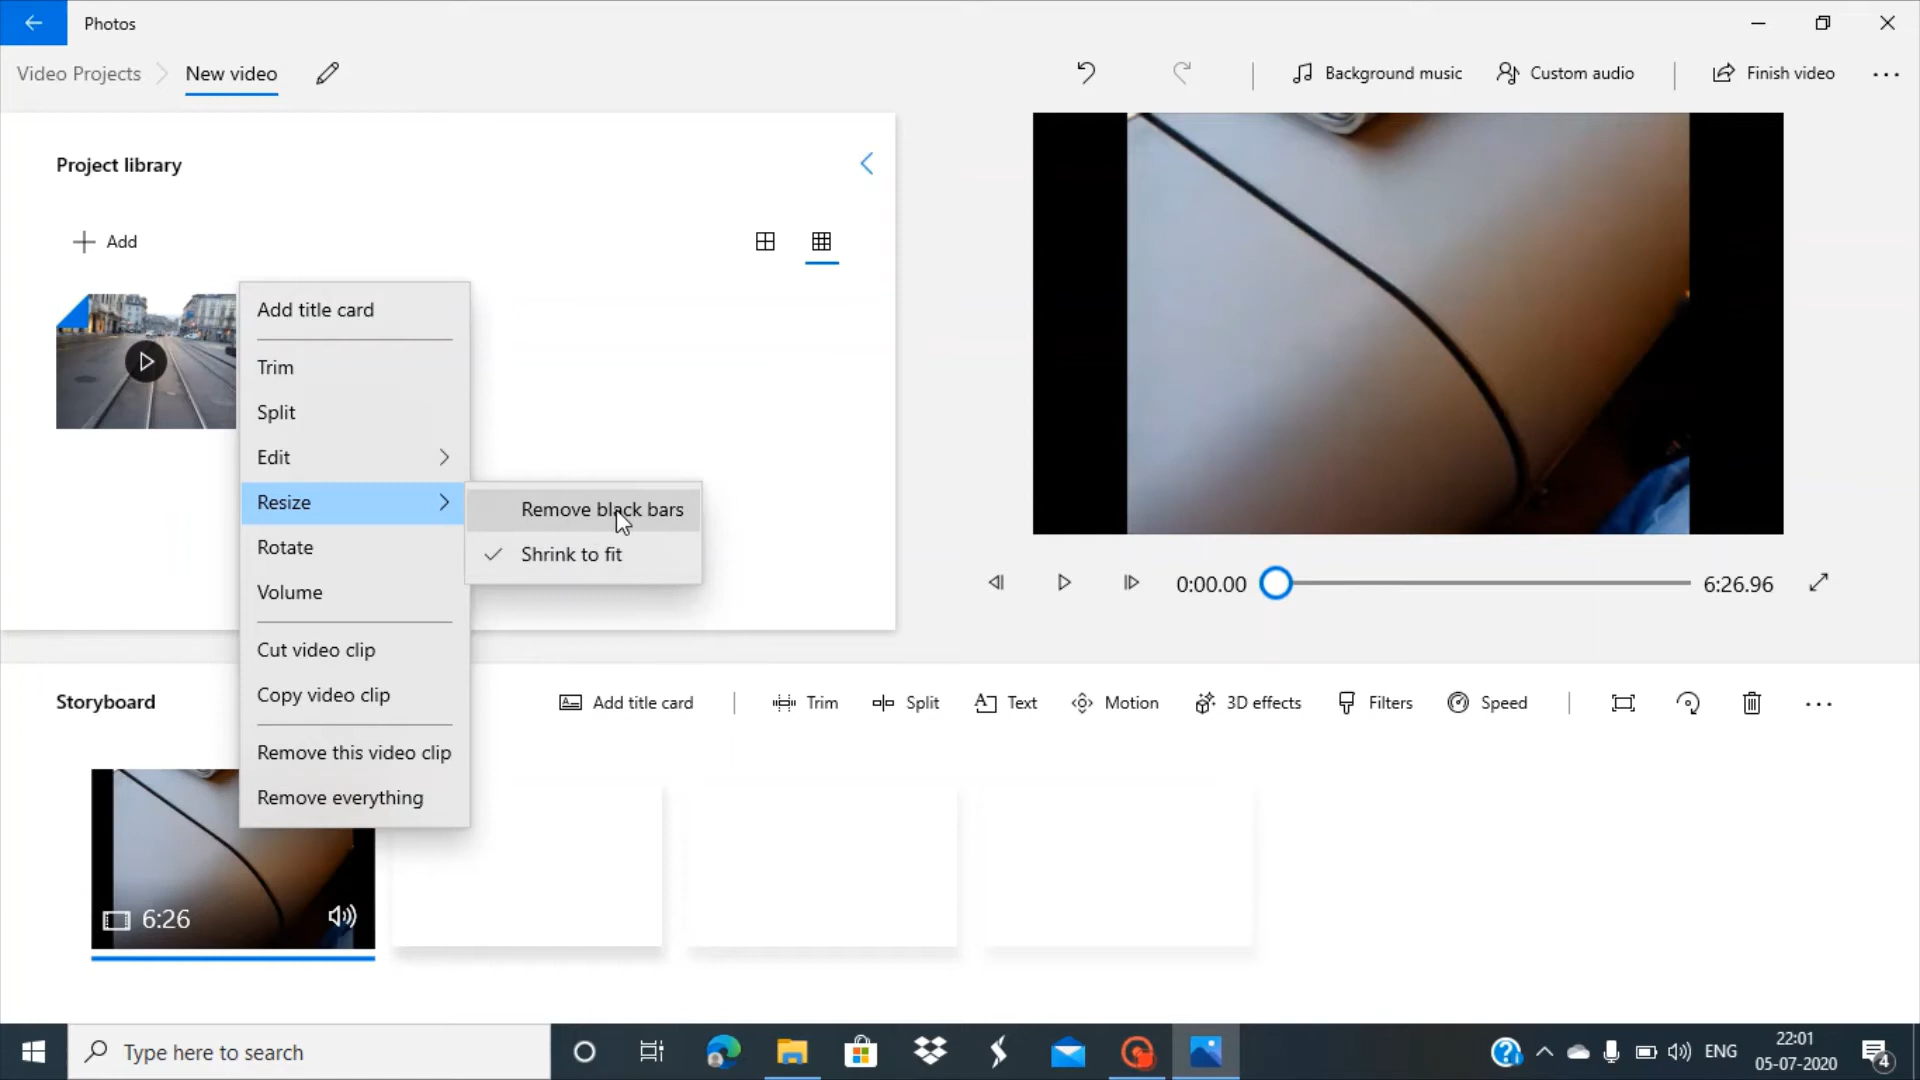 Photos
Video Projects
New video
Background music
Custom audio
Finish video
Project library
Add
Add title card
Trim
Split
Edit
Resize
Rotate
Volume
Cut video clip
Copy video clip
Remove this video clip
Remove everything
Remove black bars
Shrink to fit
0:00.00
6:26.96
Storyboard
Add title card
Trim
Split
Text
Motion
3D effects
Filters
Speed
6:26
Type here to search
ENG
22:01
05-07-2020
4